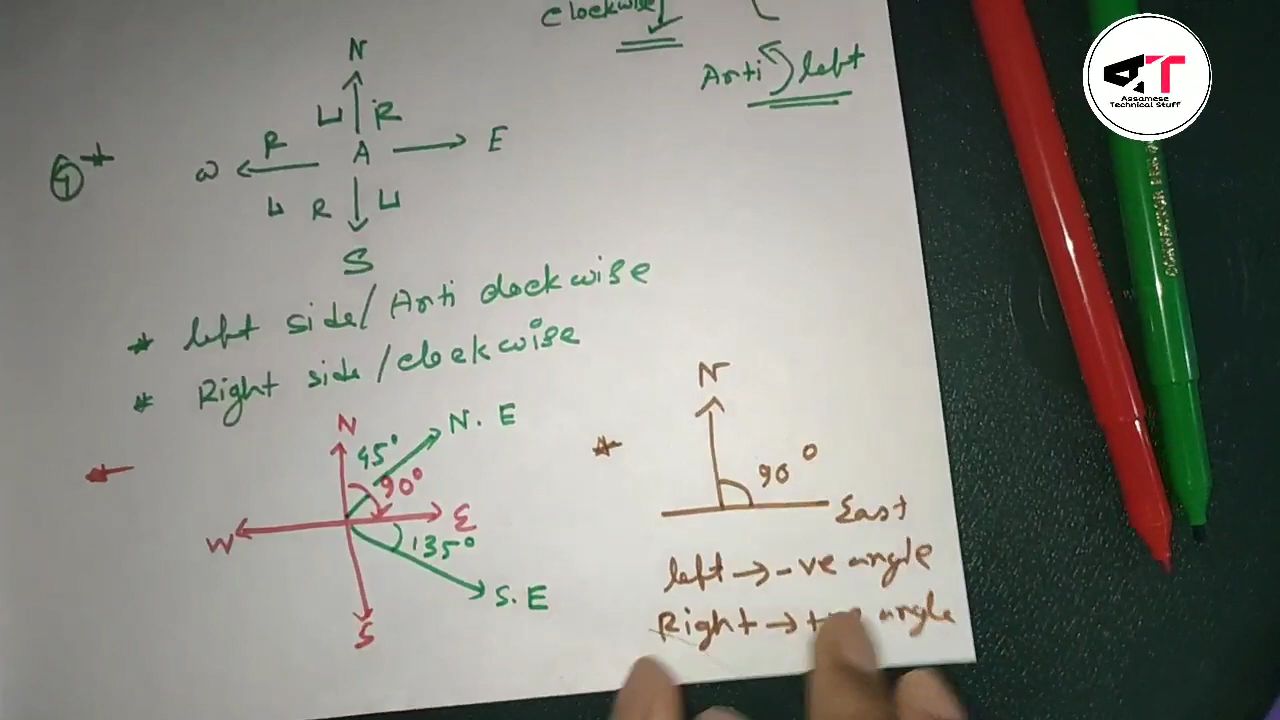 clockwise
Anti left
AT
Assamese
Technical Stuff
N
L R
R
W A E
L R L
S
* left side/Anti clockwise
* Right side/clockwise
N
N.E
45°
90°
W E
135°
S.E
S
N
90°
East
left → -ve angle
Right → angle